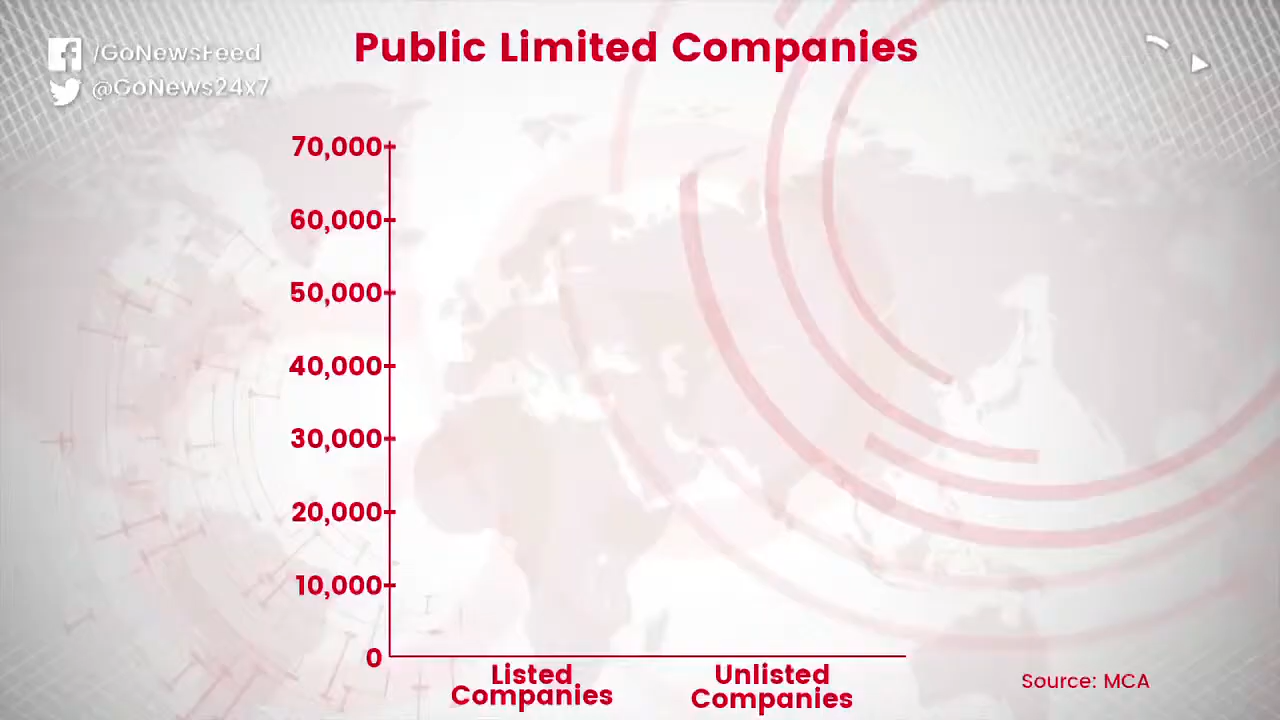 /GoNewsFeed
@GoNews24x7
Public Limited Companies
70,000
60,000
50,000
40,000
30,000
20,000
10,000
0
Listed
Companies
Unlisted
Companies
Source: MCA